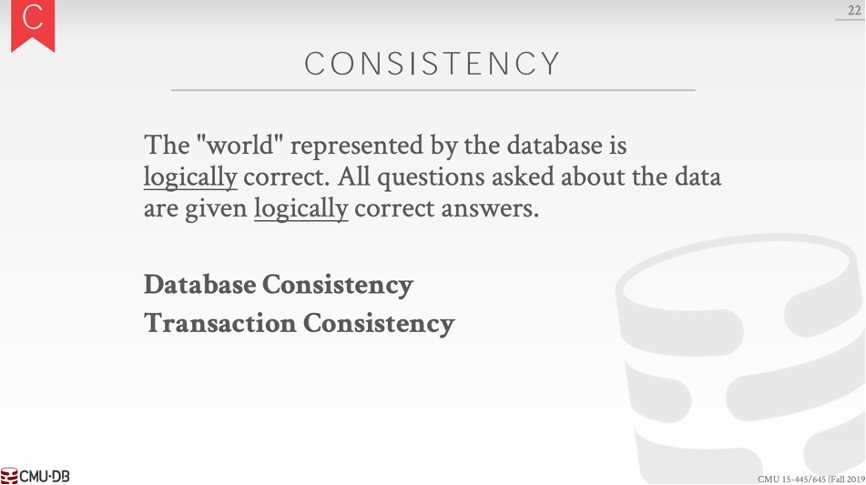 C
22
CONSISTENCY
The "world" represented by the database is
logically correct. All questions asked about the data
are given logically correct answers.
Database Consistency
Transaction Consistency
CMU·DB
CMU 15-445/645 (Fall 2019